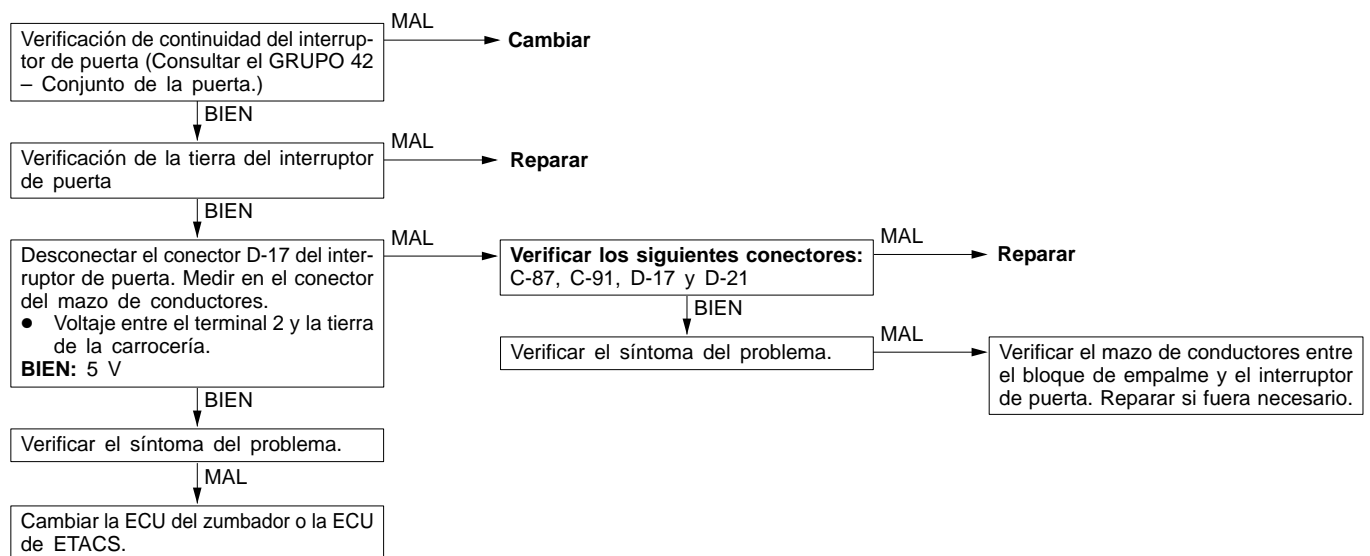 Verificación de continuidad del interrup-
tor de puerta (Consultar el GRUPO 42
– Conjunto de la puerta.)
MAL
Cambiar
BIEN
Verificación de la tierra del interruptor
de puerta
MAL
Reparar
BIEN
Desconectar el conector D-17 del inter-
ruptor de puerta. Medir en el conector
del mazo de conductores.
● Voltaje entre el terminal 2 y la tierra
de la carrocería.
BIEN: 5 V
MAL
Verificar los siguientes conectores:
C-87, C-91, D-17 y D-21
MAL
Reparar
BIEN
Verificar el síntoma del problema.
MAL
Verificar el mazo de conductores entre
el bloque de empalme y el interruptor
de puerta. Reparar si fuera necesario.
BIEN
Verificar el síntoma del problema.
MAL
Cambiar la ECU del zumbador o la ECU
de ETACS.